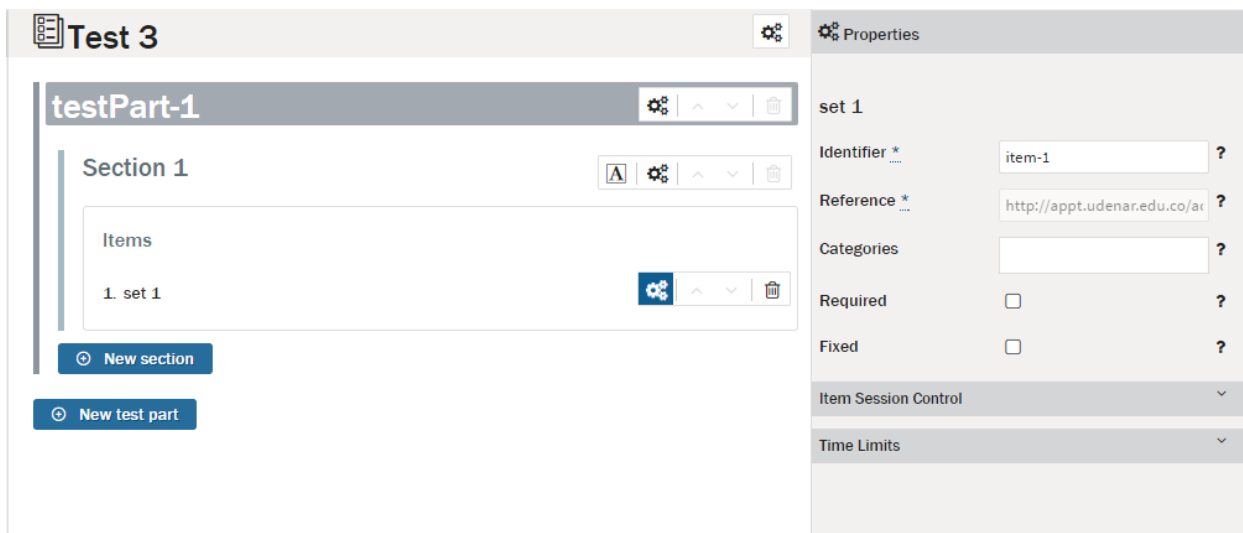 Test 3
testPart-1
Section 1
A
Items
1. set 1
New section
New test part
Properties
set 1
Identifier *
item-1
?
Reference *
http://appt.udenar.edu.co/a
?
Categories
?
Required
?
Fixed
?
Item Session Control
Time Limits